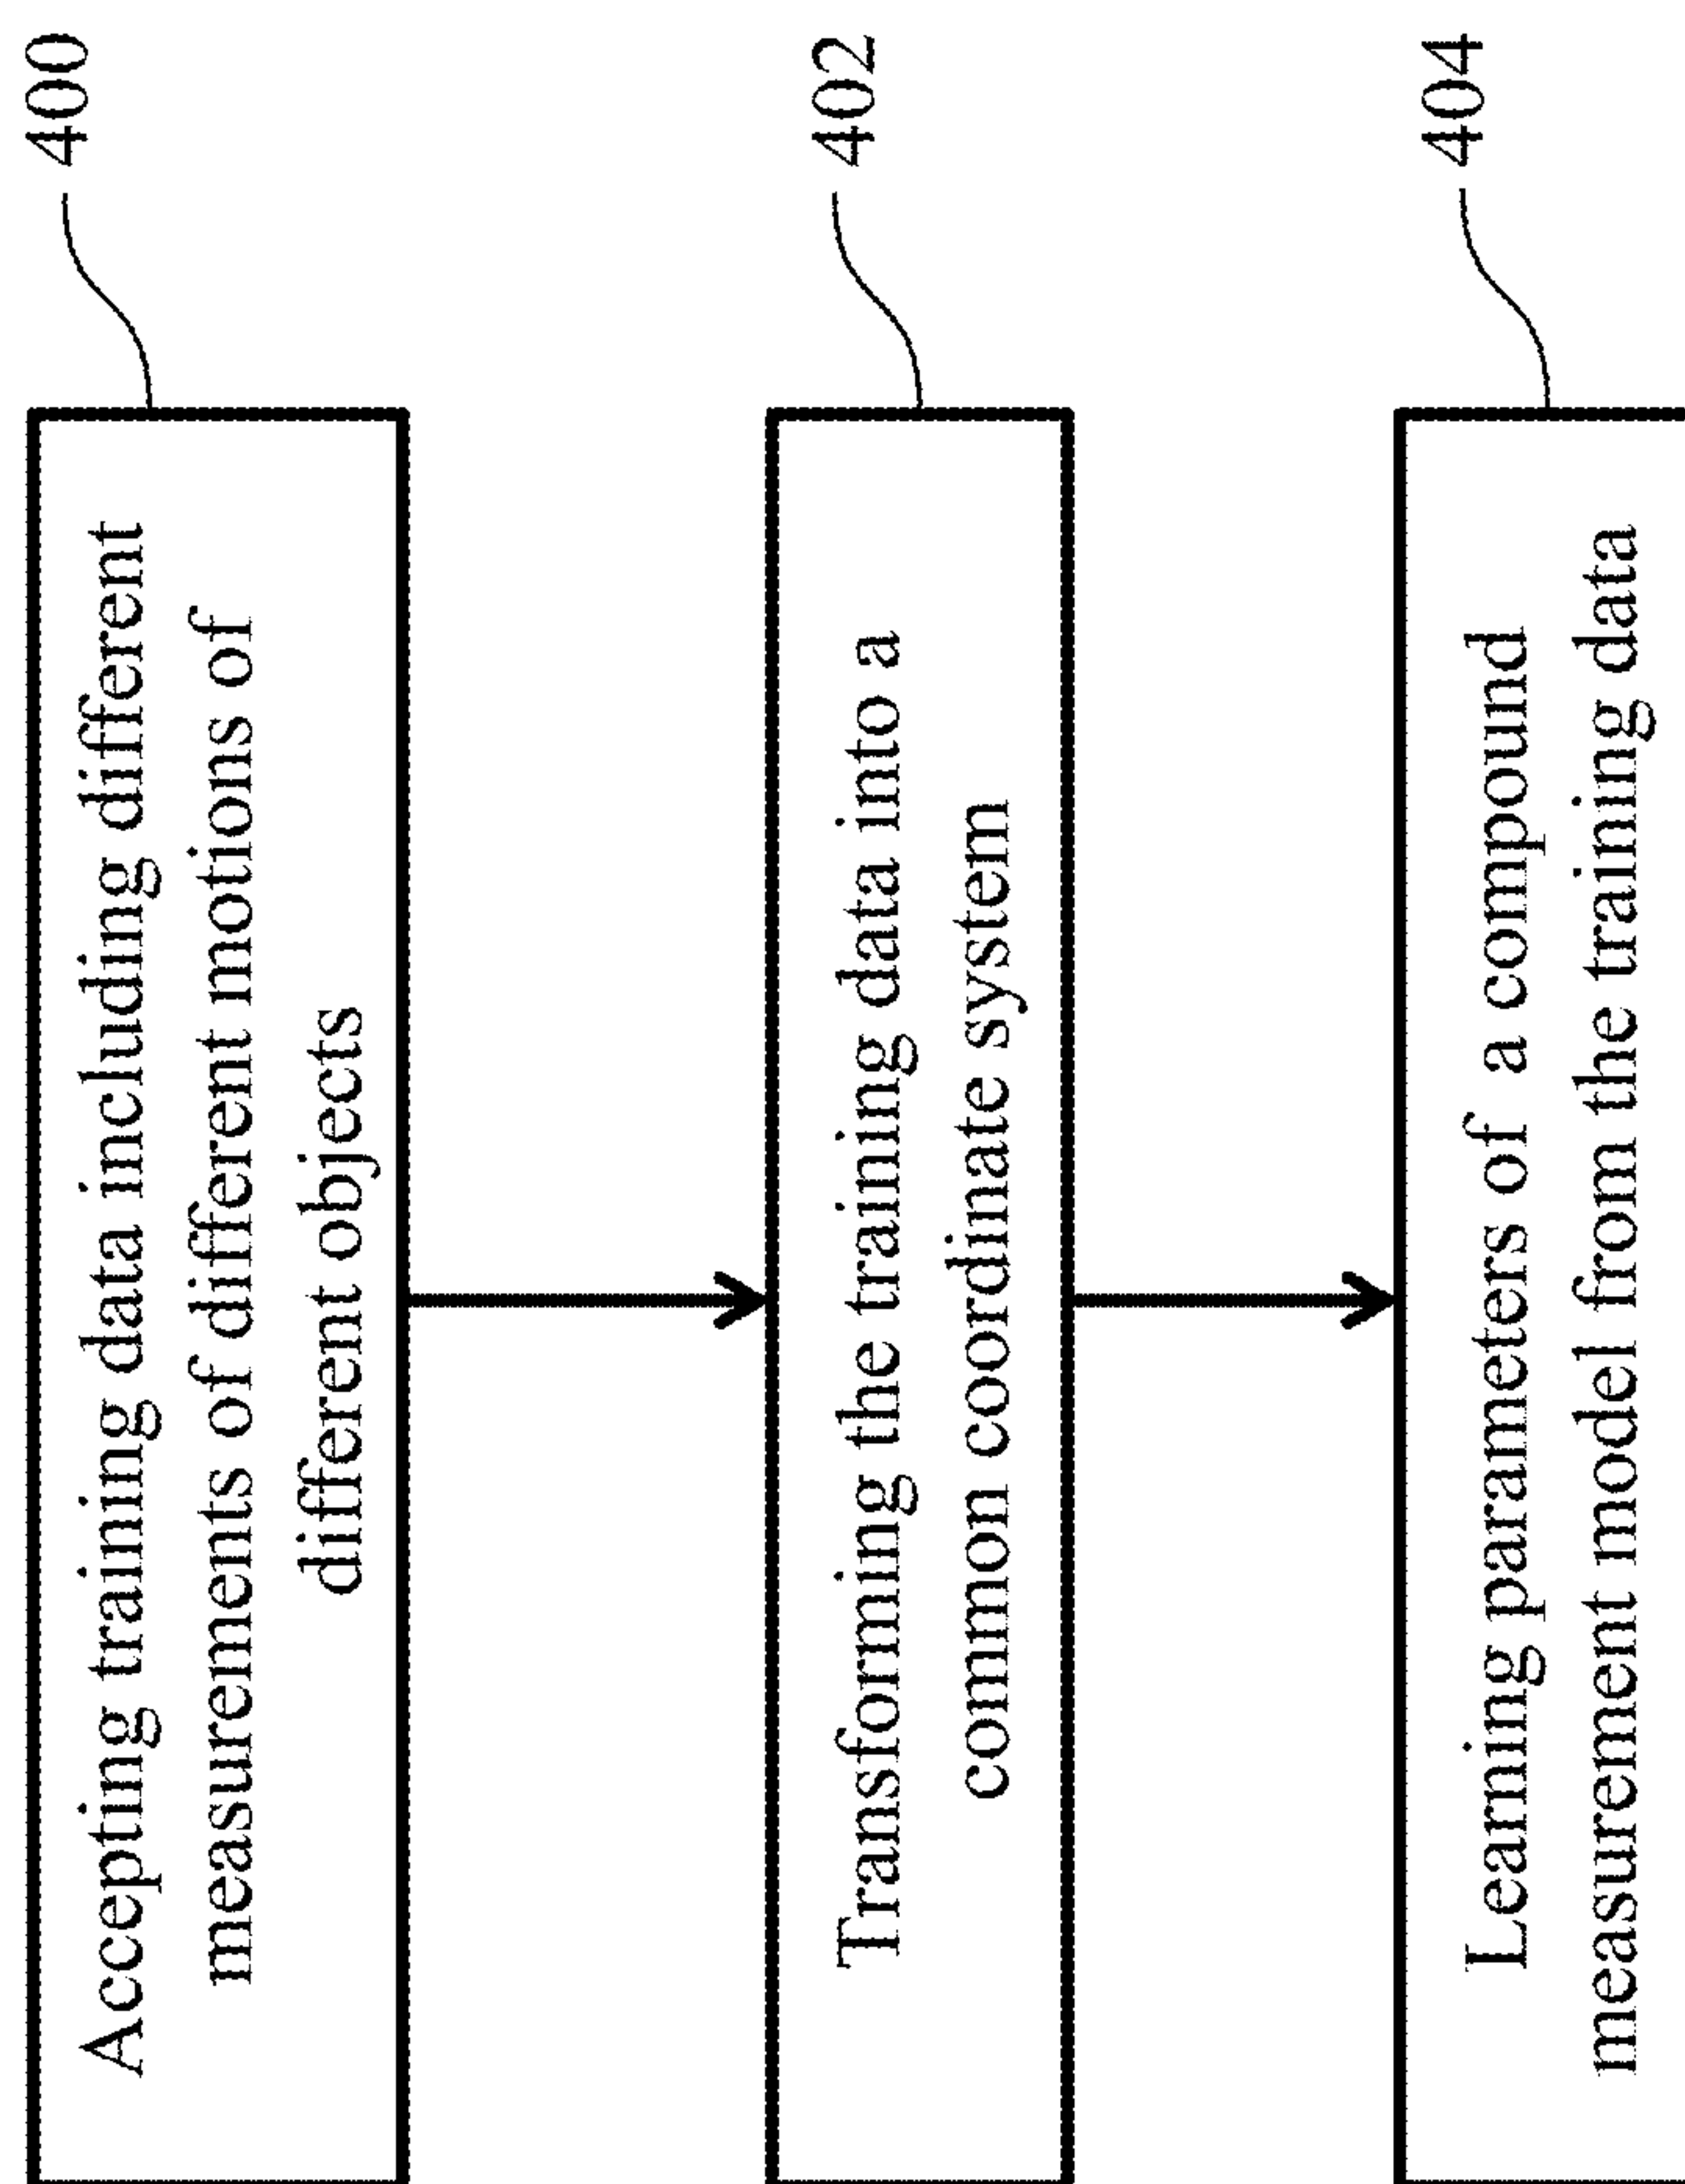 Accepting training data including different
measurements of different motions of
different objects
400
Transforming the training data into a
common coordinate system
402
Learning parameters of a compound
measurement model from the training data
404